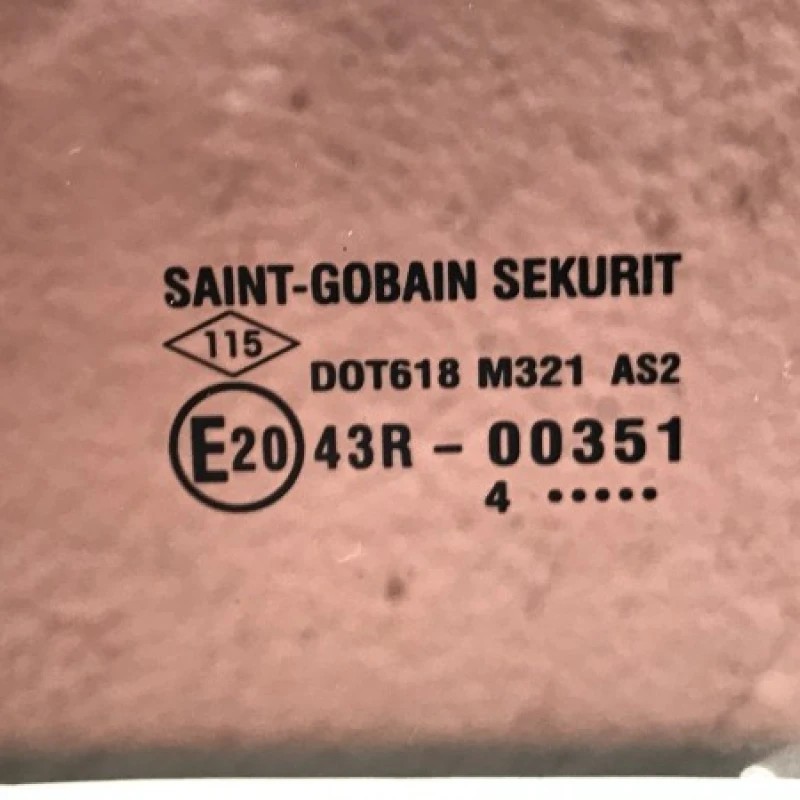 SAINT-GOBAIN SEKURIT
115
DOT618 M321 AS2
E20 43R - 00351
4 •••••